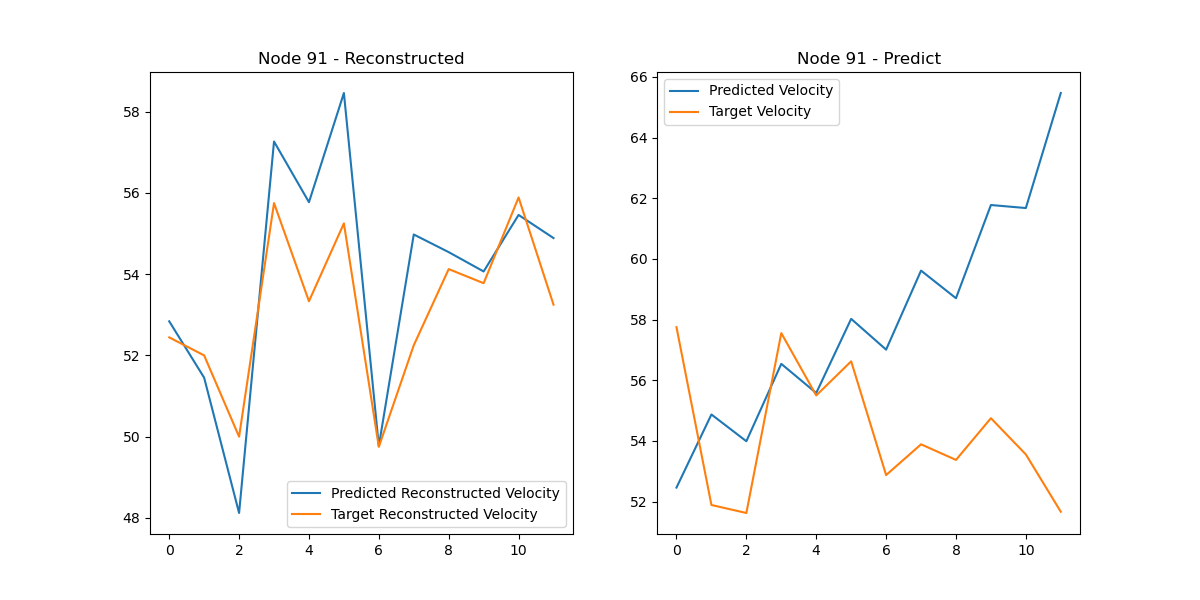 Node 91 - Reconstructed
58
56
54
52
50
48
0 2 4 6 8 10
Predicted Reconstructed Velocity
Target Reconstructed Velocity
Node 91 - Predict
66
64
62
60
58
56
54
52
0 2 4 6 8 10
Predicted Velocity
Target Velocity